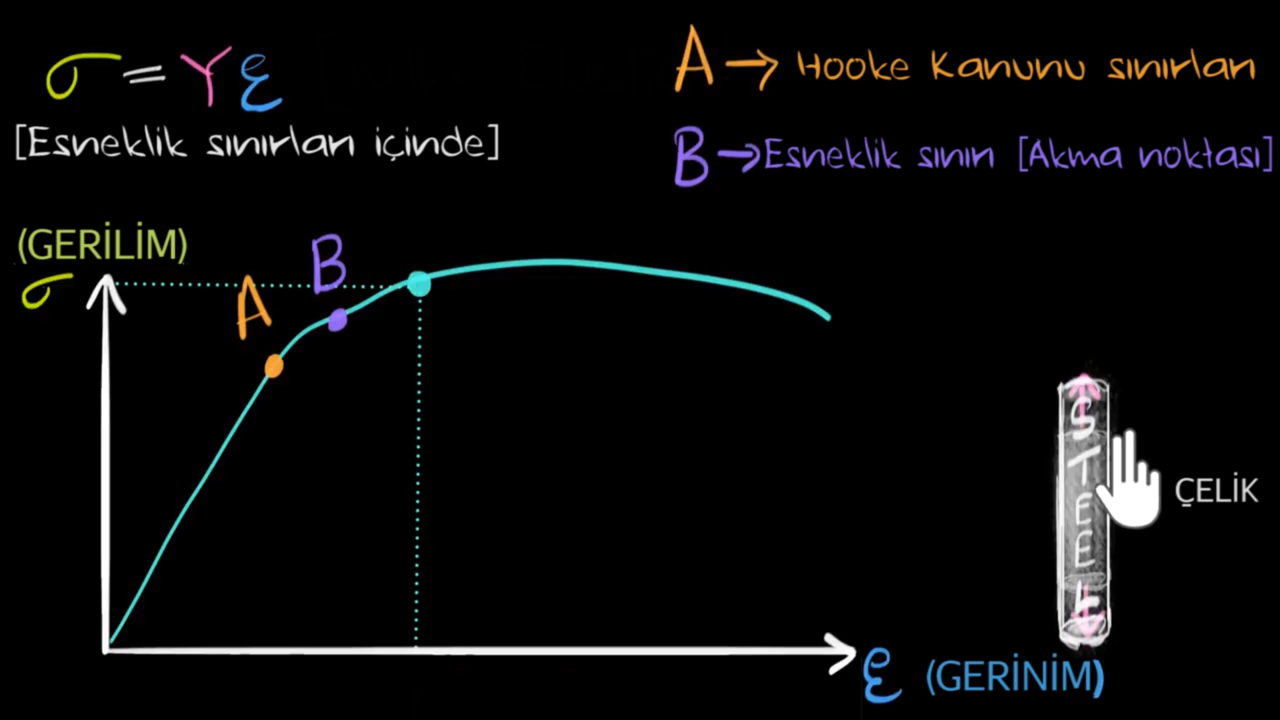 σ = Y ε
[Esneklik sınırları içinde]
A → Hooke Kanunu sınırları
B → Esneklik sınırı [Akma noktası]
(GERİLİM)
σ
A
B
STEEL
ÇELİK
ε (GERİNİM)